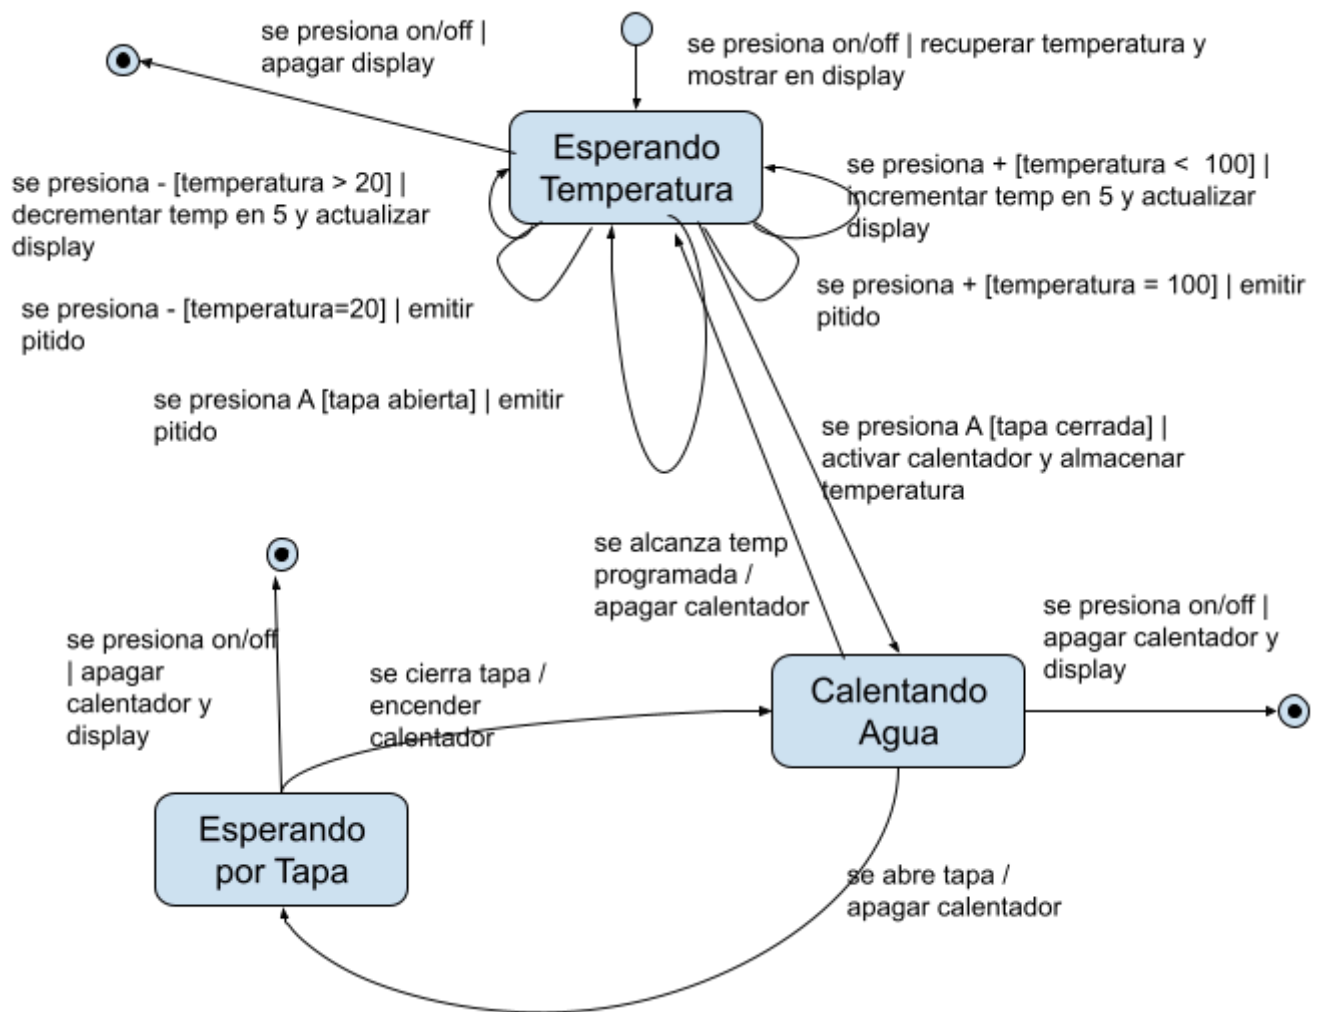 se presiona on/off |
apagar display
se presiona on/off | recuperar temperatura y
mostrar en display
Esperando
Temperatura
se presiona - [temperatura > 20] |
decrementar temp en 5 y actualizar
display
se presiona + [temperatura < 100] |
incrementar temp en 5 y actualizar
display
se presiona - [temperatura=20] | emitir
pitido
se presiona + [temperatura = 100] | emitir
pitido
se presiona A [tapa abierta] | emitir
pitido
se presiona A [tapa cerrada] |
activar calentador y almacenar
temperatura
se alcanza temp
programada /
apagar calentador
se presiona on/off
| apagar
calentador y
display
se cierra tapa /
encender
calentador
se presiona on/off |
apagar calentador y
display
Calentando
Agua
Esperando
por Tapa
se abre tapa /
apagar calentador